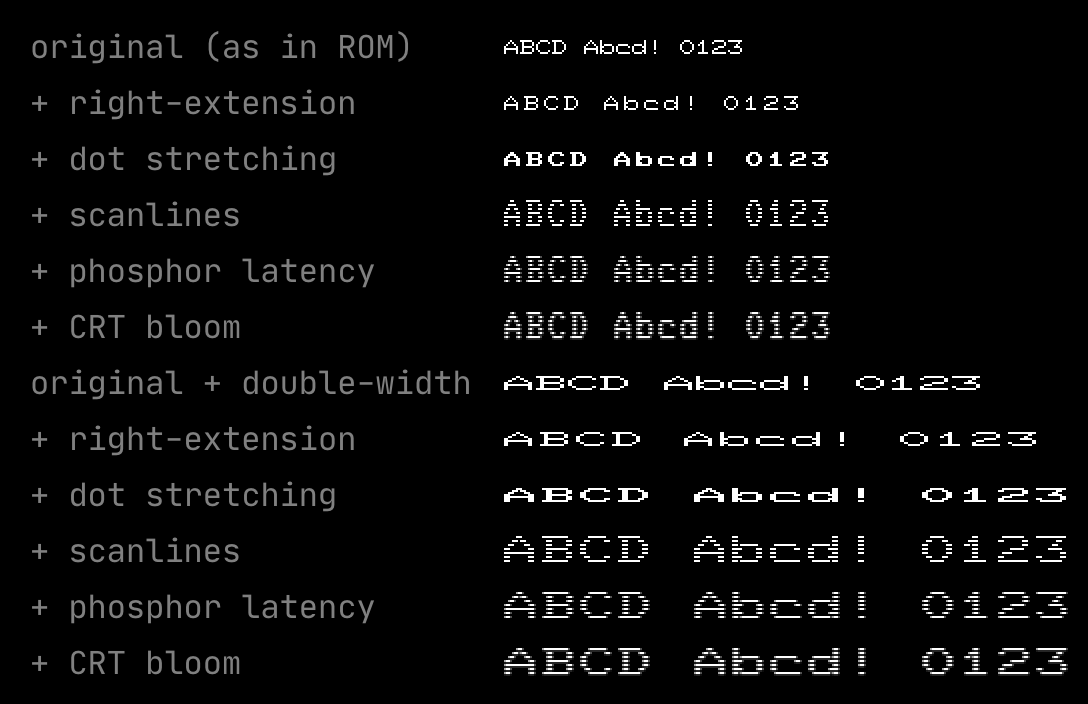 original (as in ROM) ABCD Abcd! 0123
+ right-extension ABCD Abcd! 0123
+ dot stretching ABCD Abcd! 0123
+ scanlines ABCD Abcd! 0123
+ phosphor latency ABCD Abcd! 0123
+ CRT bloom ABCD Abcd! 0123
original + double-width ABCD Abcd! 0123
+ right-extension ABCD Abcd! 0123
+ dot stretching ABCD Abcd! 0123
+ scanlines ABCD Abcd! 0123
+ phosphor latency ABCD Abcd! 0123
+ CRT bloom ABCD Abcd! 0123